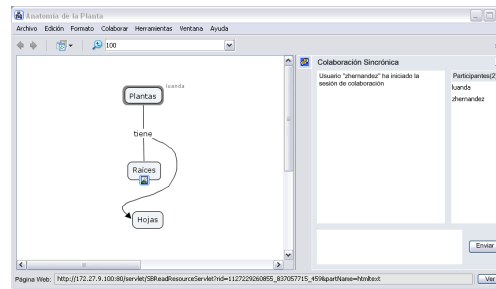 Anatomía de la Planta
Archivo Edición Formato Colaborar Herramientas Ventana Ayuda
100
luanda
Plantas
tiene
Raíces
Hojas
Colaboración Sincrónica
Usuario "zhernandez" ha iniciado la
sesión de colaboración
Participantes(2)
luanda
zhernandez
Enviar
Página Web: http://172.27.9.100:80/servlet/SBReadResourceServlet?rid=1127229260855_837057715_459&partName=htmltext
Ver